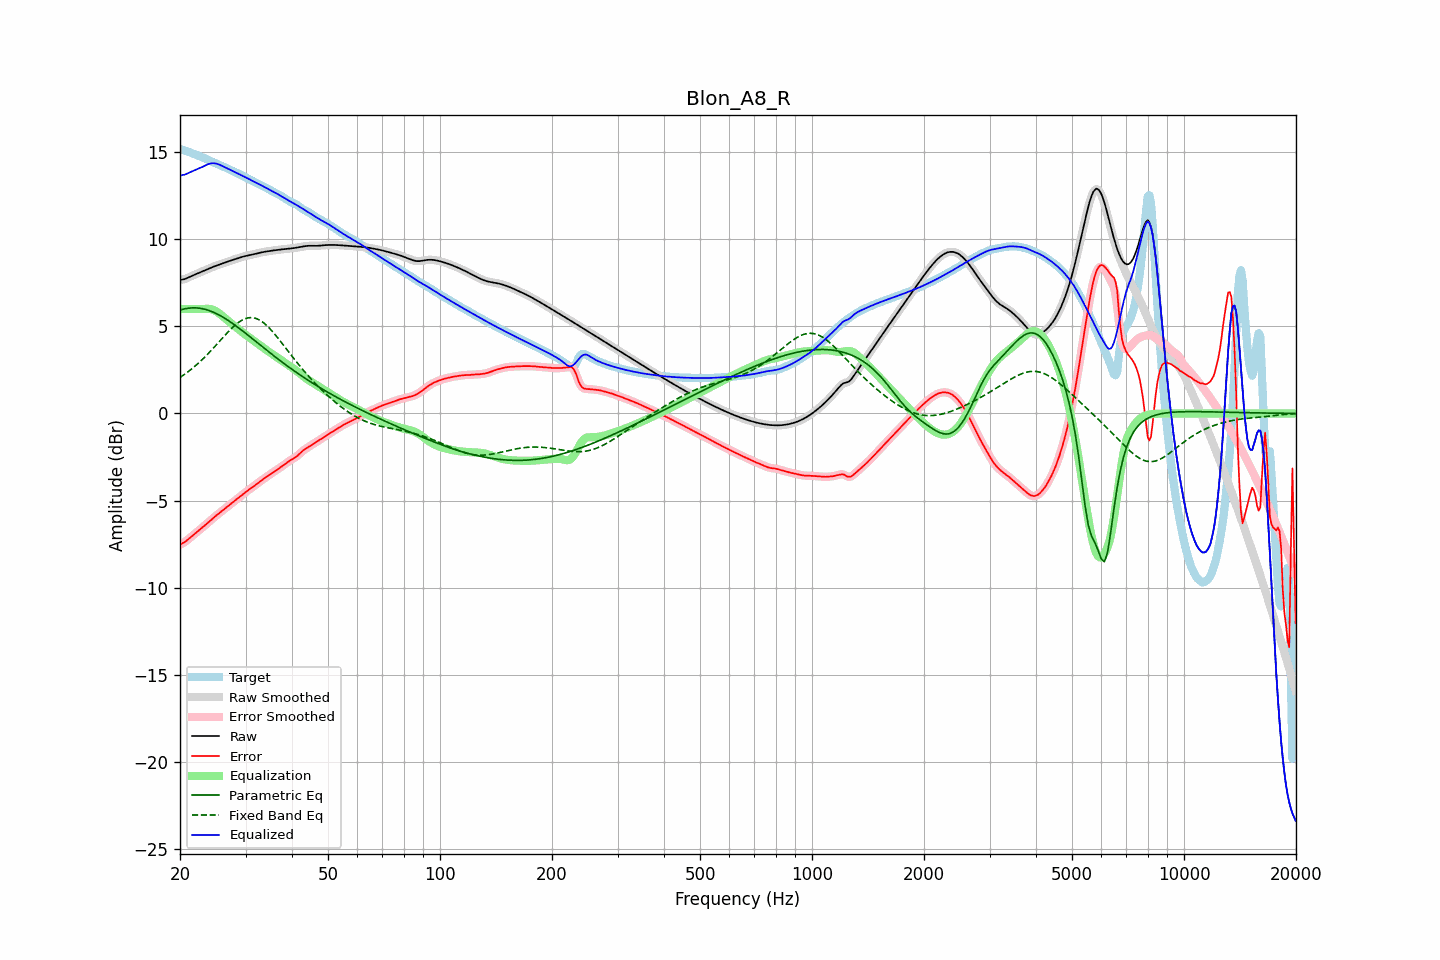 Blon_A8_R
15
10
5
0
−5
−10
−15
−20
−25
Amplitude (dBr)
Target
Raw Smoothed
Error Smoothed
Raw
Error
Equalization
Parametric Eq
Fixed Band Eq
Equalized
20 50 100 200 500 1000 2000 5000 10000 20000
Frequency (Hz)